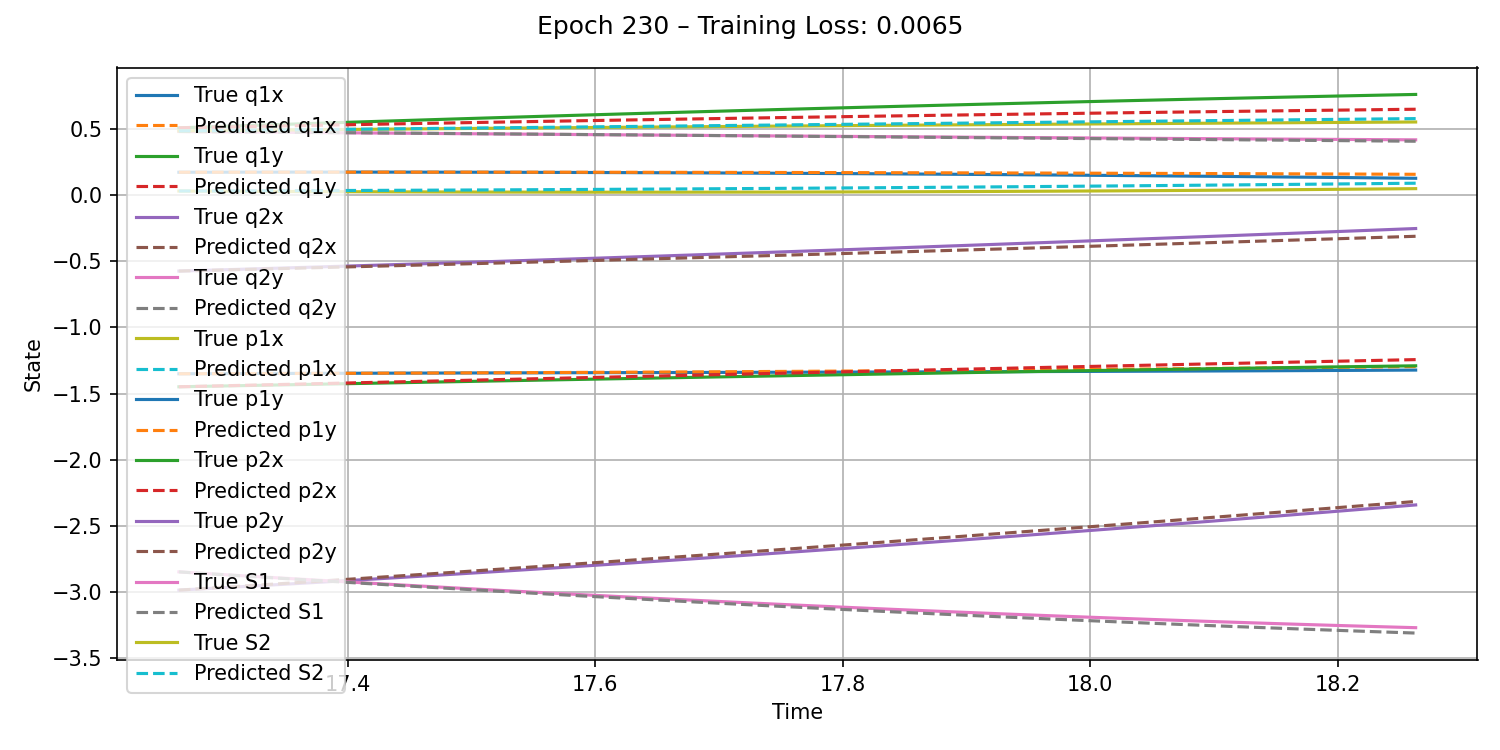 Epoch 230 – Training Loss: 0.0065
True q1x
Predicted q1x
True q1y
Predicted q1y
True q2x
Predicted q2x
True q2y
Predicted q2y
True p1x
Predicted p1x
True p1y
Predicted p1y
True p2x
Predicted p2x
True p2y
Predicted p2y
True S1
Predicted S1
True S2
Predicted S2
0.5
0.0
−0.5
−1.0
−1.5
−2.0
−2.5
−3.0
−3.5
State
17.4
17.6
17.8
18.0
18.2
Time